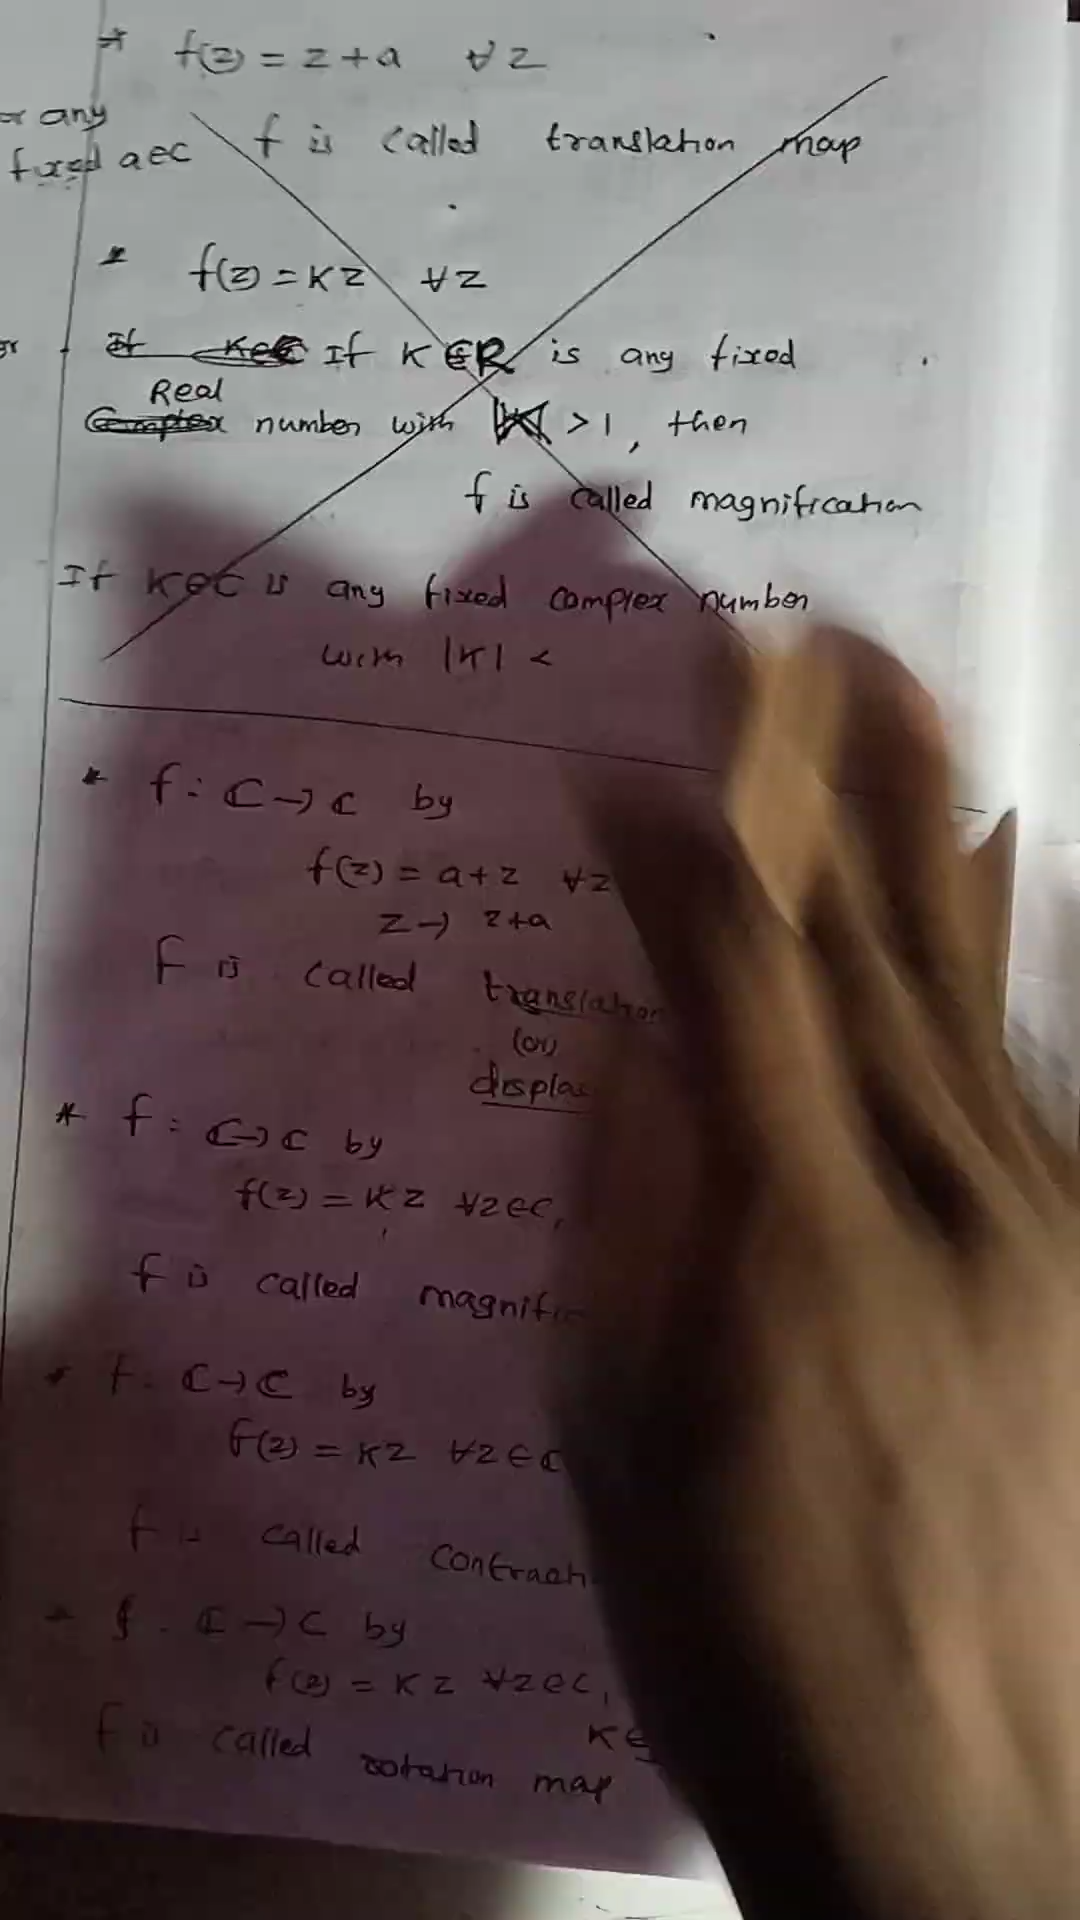 * f(z) = z + a ∀ z
any
fixed a∈C f is called translation map
* f(z) = Kz ∀ z
If K∈C If K ∈ R is any fixed
Real
Complex number with |K| > 1, then
f is called magnification
If K∈C is any fixed complex number
with |K| <
* f : C → C by
f(z) = a + z ∀ z
z → z + a
f is called translation
(or)
* f : C → C by
f(z) = Kz ∀ z ∈ C,
f is called
* f : C → C by
f(z) = Kz ∀ z ∈ C
f is called
f : C → C by
f(z) = Kz ∀ z ∈ C,
K ∈
f is called rotation map